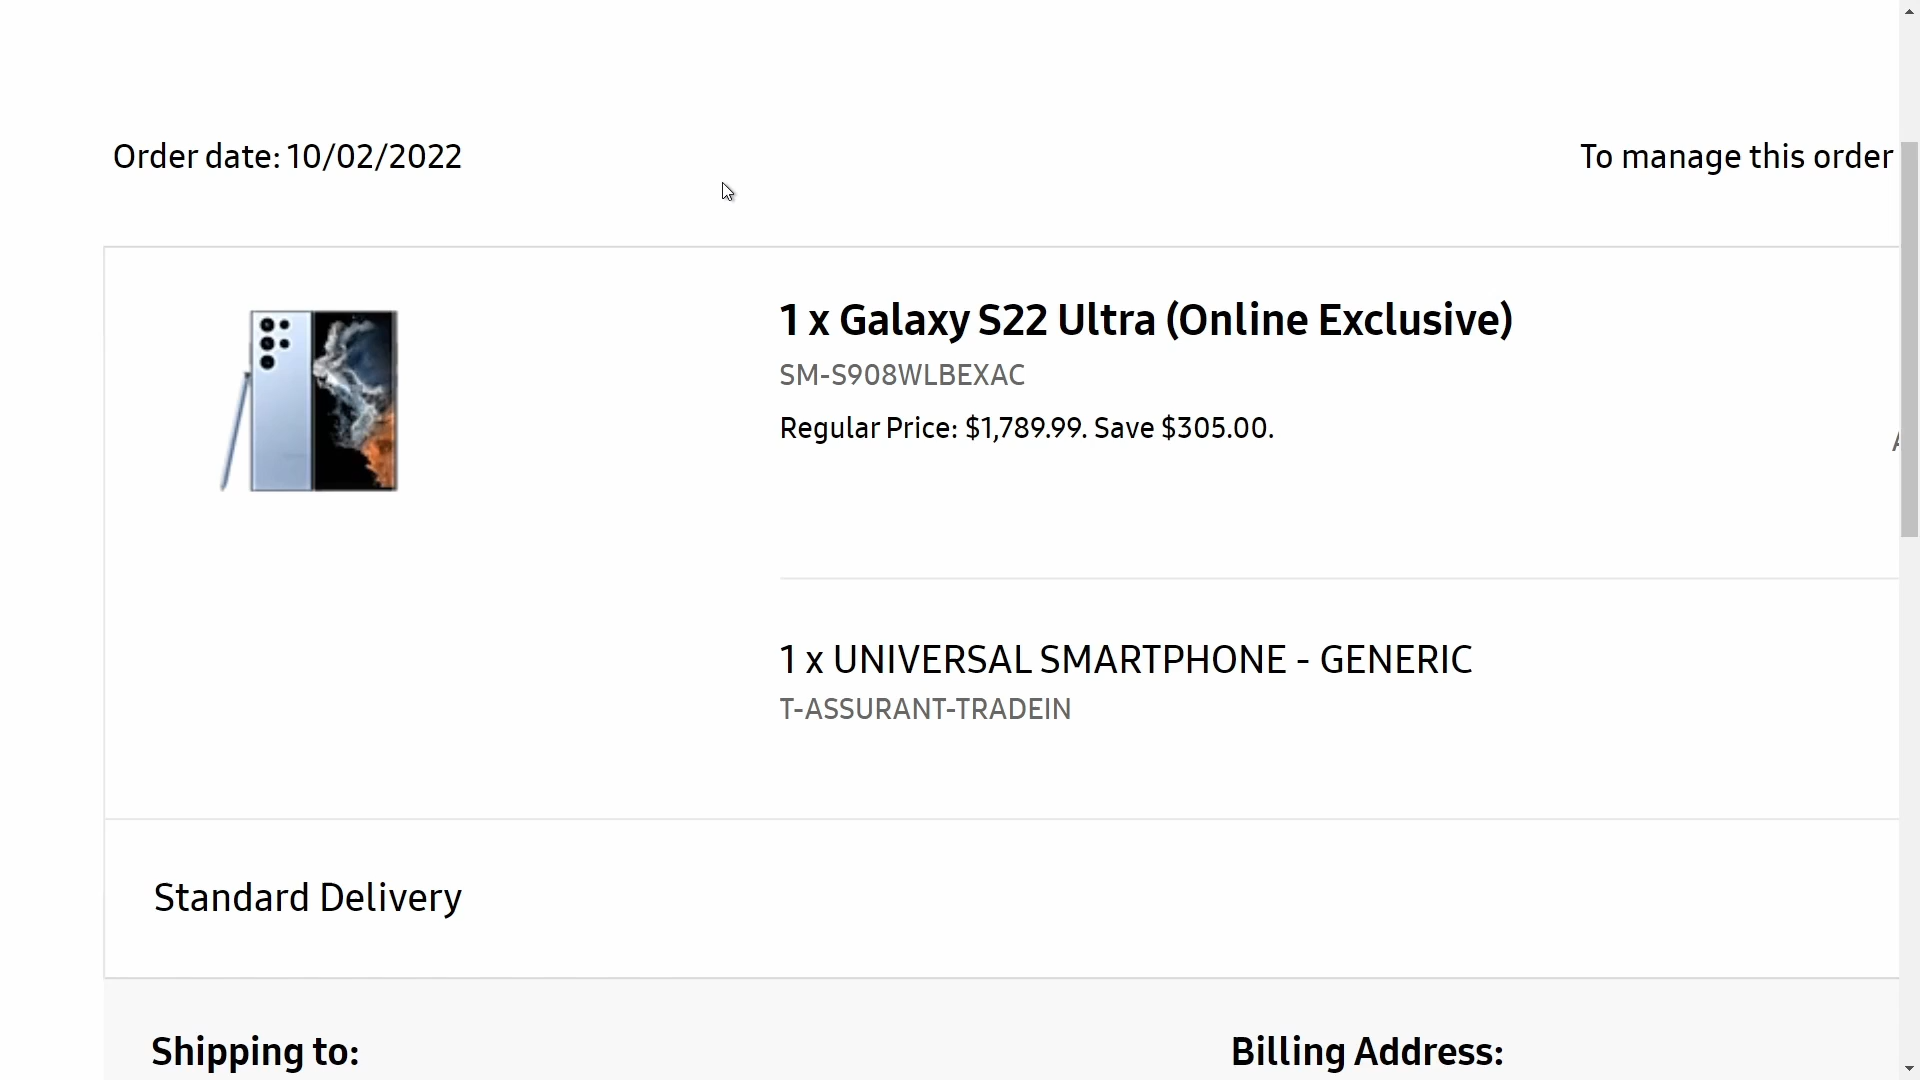 Order date: 10/02/2022
To manage this order
1 x Galaxy S22 Ultra (Online Exclusive)
SM-S908WLBEXAC
Regular Price: $1,789.99. Save $305.00.
1 x UNIVERSAL SMARTPHONE - GENERIC
T-ASSURANT-TRADEIN
Standard Delivery
Shipping to:
Billing Address: